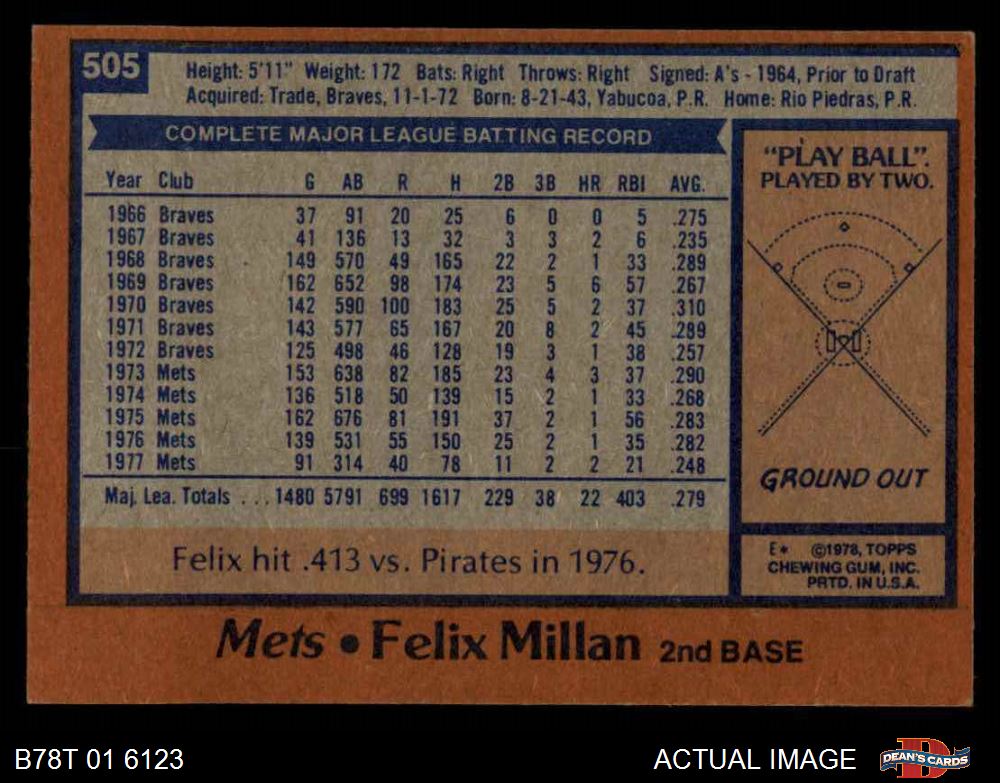 505
Height: 5'11" Weight: 172 Bats: Right Throws: Right Signed: A's - 1964, Prior to Draft
Acquired: Trade, Braves, 11-1-72 Born: 8-21-43, Yabucoa, P.R. Home: Rio Piedras, P.R.
COMPLETE MAJOR LEAGUE BATTING RECORD
Year Club G AB R H 2B 3B HR RBI AVG.
1966 Braves 37 91 20 25 6 0 0 5 .275
1967 Braves 41 136 13 32 3 3 2 6 .235
1968 Braves 149 570 49 165 22 2 1 33 .289
1969 Braves 162 652 98 174 23 5 6 57 .267
1970 Braves 142 590 100 183 25 5 2 37 .310
1971 Braves 143 577 65 167 20 8 2 45 .289
1972 Braves 125 498 46 128 19 3 1 38 .257
1973 Mets 153 638 82 185 23 4 3 37 .290
1974 Mets 136 518 50 139 15 2 1 33 .268
1975 Mets 162 676 81 191 37 2 1 56 .283
1976 Mets 139 531 55 150 25 2 1 35 .282
1977 Mets 91 314 40 78 11 2 2 21 .248
Maj. Lea. Totals ... 1480 5791 699 1617 229 38 22 403 .279
Felix hit .413 vs. Pirates in 1976.
"PLAY BALL".
PLAYED BY TWO.
GROUND OUT
E* ©1978, TOPPS
CHEWING GUM, INC.
PRTD. IN U.S.A.
Mets • Felix Millan 2nd BASE
B78T 01 6123
ACTUAL IMAGE
DEAN'S CARDS